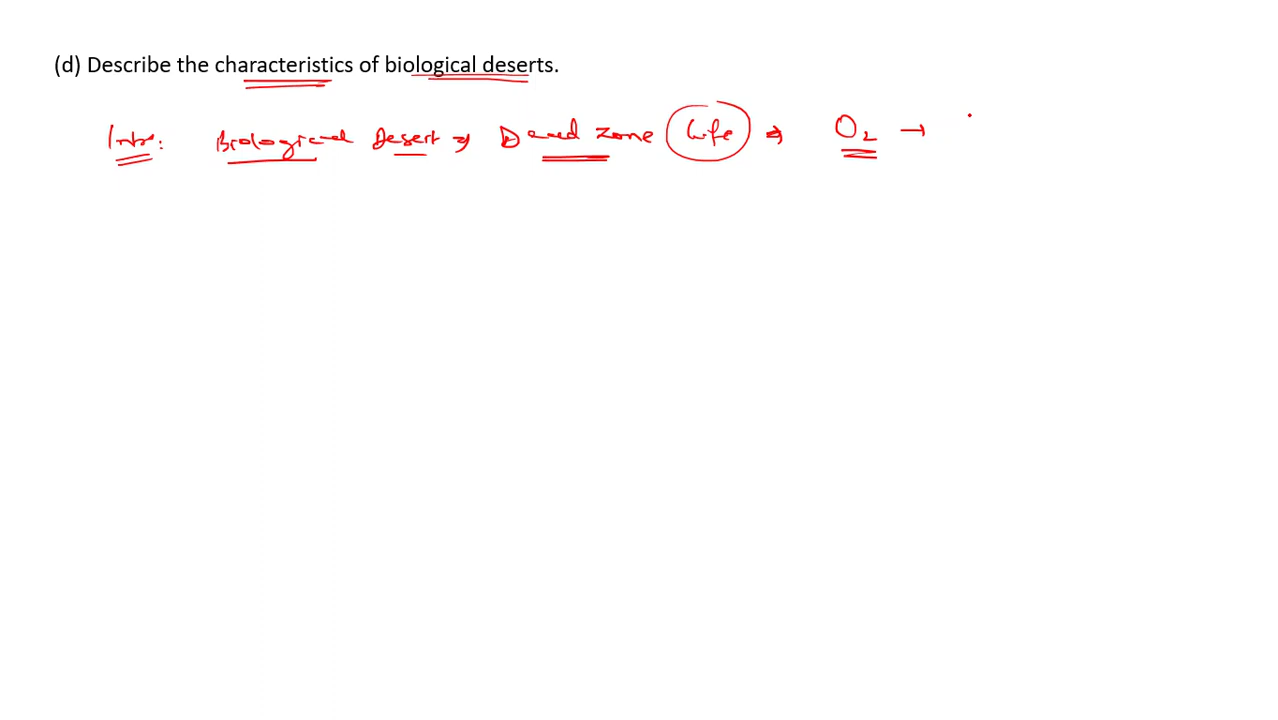 (d) Describe the characteristics of biological deserts.
Intro: Biological Desert ⇒ Dead zone Life ⇒ O₂ →